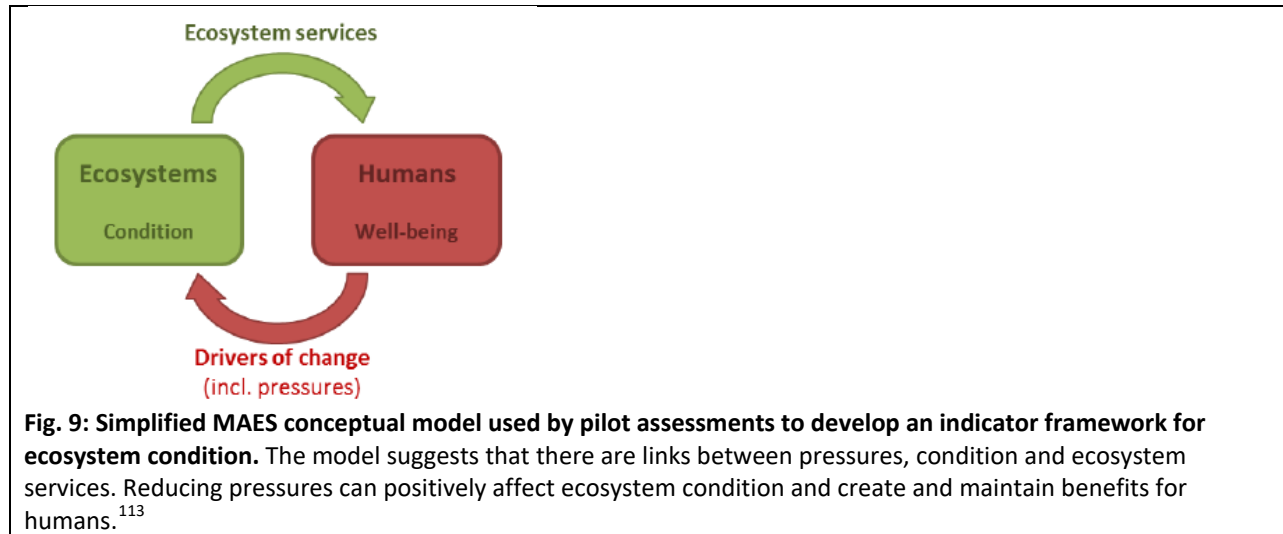 Ecosystem services
Ecosystems
Condition
Humans
Well-being
Drivers of change
(incl. pressures)
Fig. 9: Simplified MAES conceptual model used by pilot assessments to develop an indicator framework for
ecosystem condition. The model suggests that there are links between pressures, condition and ecosystem
services. Reducing pressures can positively affect ecosystem condition and create and maintain benefits for
humans.113